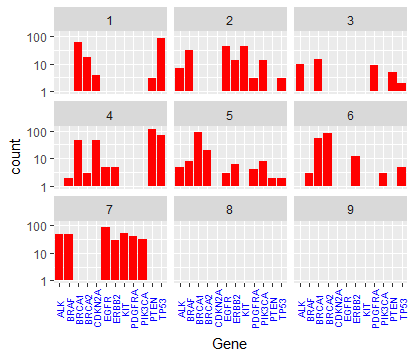 1 2 3
100
10
1
4 5 6
100
10
1
7 8 9
100
10
1
count
ALK BRAF BRCA1 BRCA2 CDKN2A EGFR ERBB2 KIT PDGFRA PIK3CA PTEN TP53
ALK BRAF BRCA1 BRCA2 CDKN2A EGFR ERBB2 KIT PDGFRA PIK3CA PTEN TP53
ALK BRAF BRCA1 BRCA2 CDKN2A EGFR ERBB2 KIT PDGFRA PIK3CA PTEN TP53
Gene